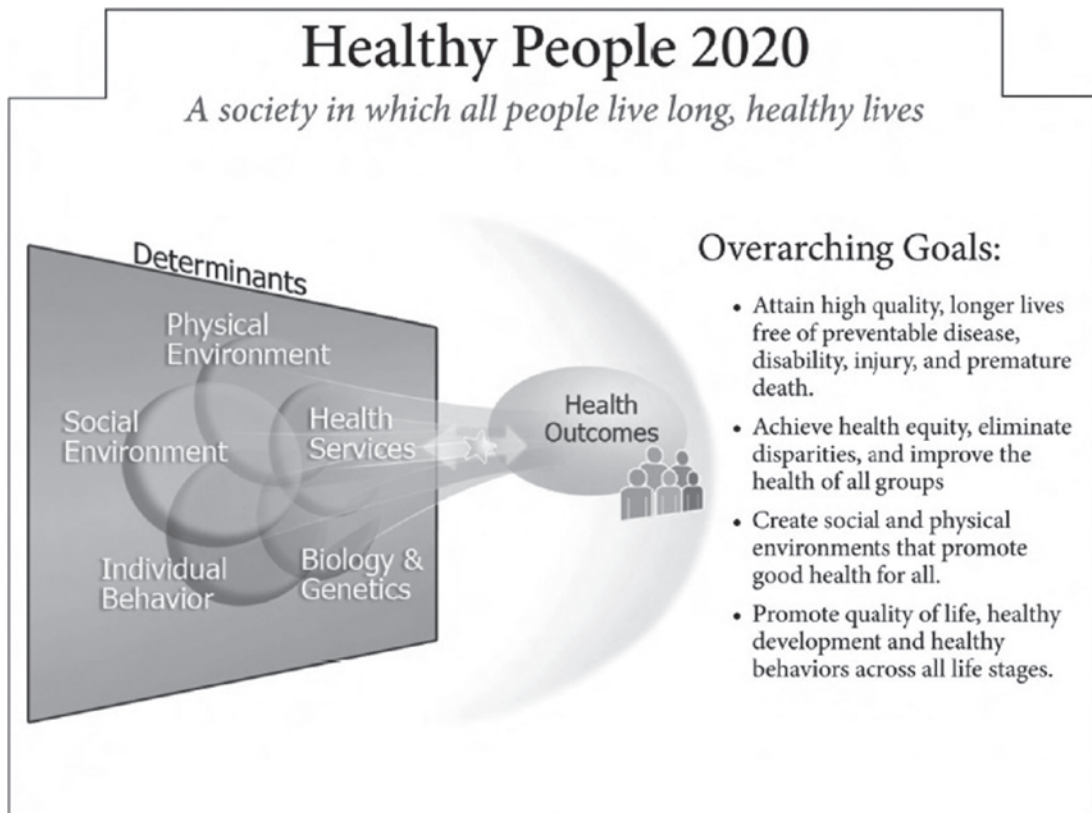 Healthy People 2020
A society in which all people live long, healthy lives
Determinants
Physical
Environment
Social
Environment
Health
Services
Individual
Behavior
Biology &
Genetics
Health
Outcomes
Overarching Goals:
• Attain high quality, longer lives
free of preventable disease,
disability, injury, and premature
death.
• Achieve health equity, eliminate
disparities, and improve the
health of all groups
• Create social and physical
environments that promote
good health for all.
• Promote quality of life, healthy
development and healthy
behaviors across all life stages.